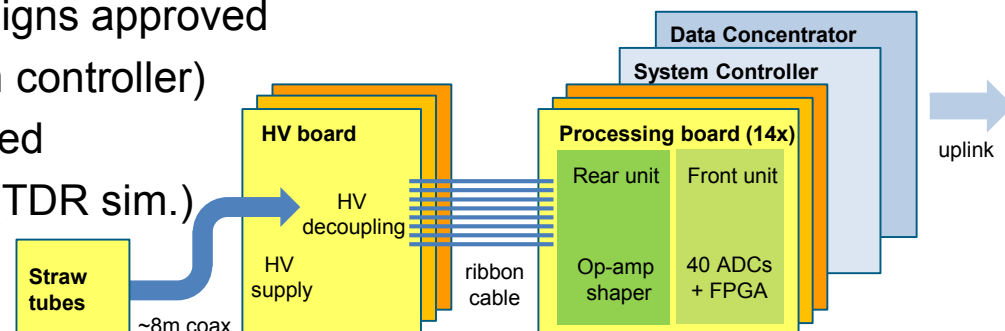 igns approved
controller)
ed
TDR sim.)
Data Concentrator
System Controller
HV board
Processing board (14x)
uplink
Rear unit
Front unit
HV
decoupling
HV
supply
Straw
tubes
~8m coax
ribbon
cable
Op-amp
shaper
40 ADCs
+ FPGA